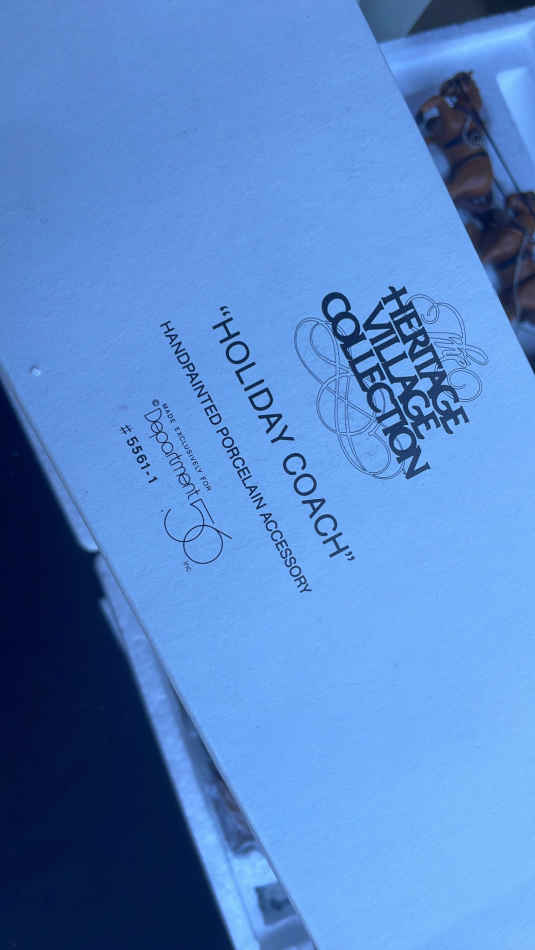 The
HERITAGE
VILLAGE
COLLECTION
“HOLIDAY COACH”
HANDPAINTED PORCELAIN ACCESSORY
MADE EXCLUSIVELY FOR
© Department 56 Inc.
# 5561-1